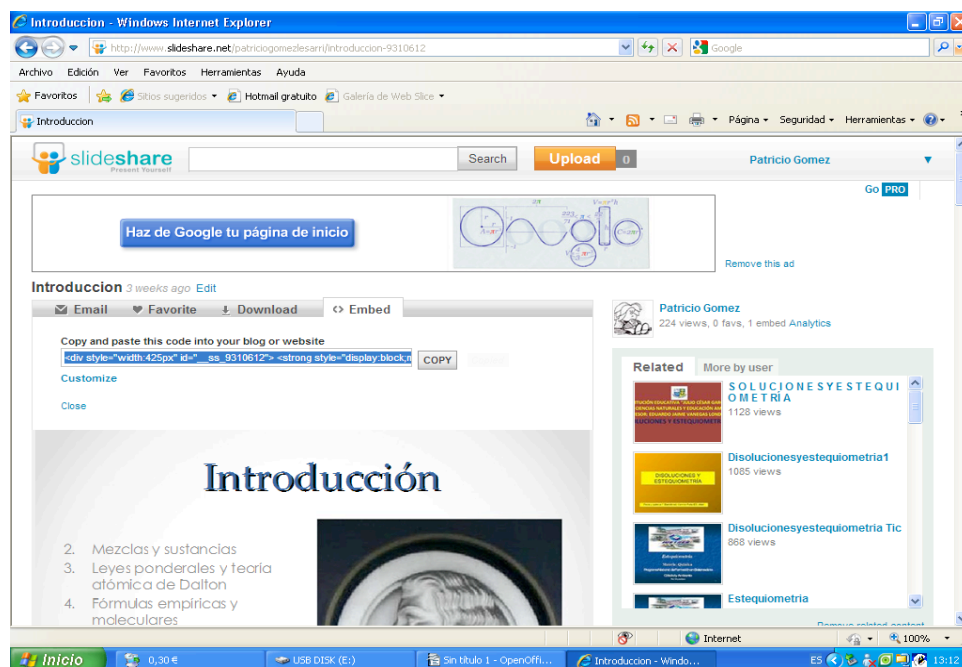 Introduccion - Windows Internet Explorer
http://www.slideshare.net/patriciogomezlesarri/introduccion-9310612
Google
Archivo Edición Ver Favoritos Herramientas Ayuda
Favoritos Sitios sugeridos Hotmail gratuito Galería de Web Slice
Introduccion Página Seguridad Herramientas
slideshare Search Upload 0 Patricio Gomez
Present Yourself
Go PRO
Haz de Google tu página de inicio
Remove this ad
Introduccion 3 weeks ago Edit
Email Favorite Download <> Embed
Patricio Gomez
224 views, 0 favs, 1 embed Analytics
Copy and paste this code into your blog or website
<div style="width:425px" id="__ss_9310612"> <strong style="display:block;m COPY
Customize
Close
Related More by user
SOLUCIONESYESTEQUI
OMETRÍA
1128 views
Disolucionesyestequiometria1
1085 views
DISOLUCIONES Y
ESTEQUIOMETRÍA
Disolucionesyestequiometria Tic
868 views
Estequiometria
Remove related content
Introducción
2. Mezclas y sustancias
3. Leyes ponderales y teoría
atómica de Dalton
4. Fórmulas empíricas y
moleculares
Internet 100%
Inicio 0,30 € USB DISK (E:) Sin título 1 - OpenOffi... Introduccion - Windo... ES 13:12